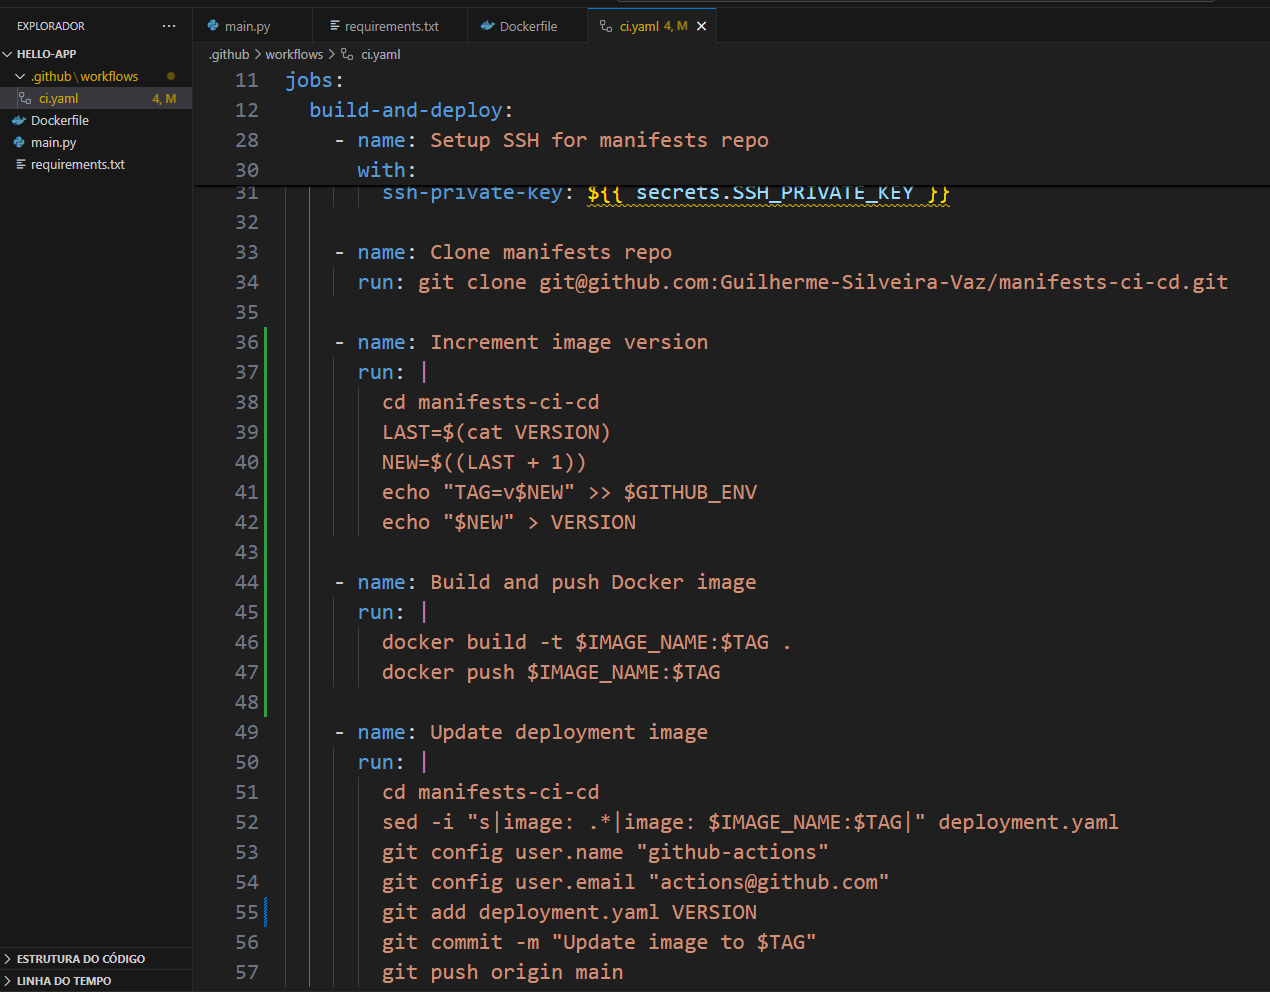 EXPLORADOR ···
HELLO-APP
.github\workflows
ci.yaml 4, M
Dockerfile
main.py
requirements.txt
ESTRUTURA DO CÓDIGO
LINHA DO TEMPO
main.py requirements.txt Dockerfile ci.yaml 4, M
.github > workflows > ci.yaml
11 jobs:
12 build-and-deploy:
28 - name: Setup SSH for manifests repo
30 with:
31 ssh-private-key: ${{ secrets.SSH_PRIVATE_KEY }}
32
33 - name: Clone manifests repo
34 run: git clone git@github.com:Guilherme-Silveira-Vaz/manifests-ci-cd.git
35
36 - name: Increment image version
37 run: |
38 cd manifests-ci-cd
39 LAST=$(cat VERSION)
40 NEW=$((LAST + 1))
41 echo "TAG=v$NEW" >> $GITHUB_ENV
42 echo "$NEW" > VERSION
43
44 - name: Build and push Docker image
45 run: |
46 docker build -t $IMAGE_NAME:$TAG .
47 docker push $IMAGE_NAME:$TAG
48
49 - name: Update deployment image
50 run: |
51 cd manifests-ci-cd
52 sed -i "s|image: .*|image: $IMAGE_NAME:$TAG|" deployment.yaml
53 git config user.name "github-actions"
54 git config user.email "actions@github.com"
55 git add deployment.yaml VERSION
56 git commit -m "Update image to $TAG"
57 git push origin main